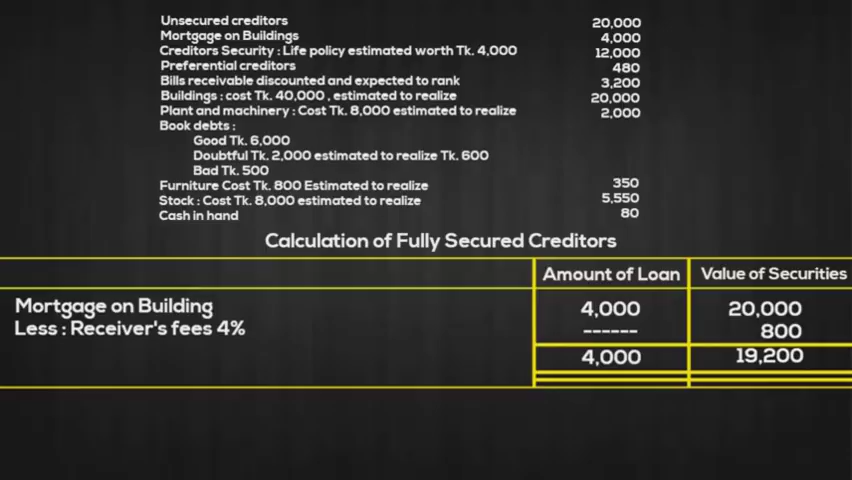 Unsecured creditors 20,000
Mortgage on Buildings 4,000
Creditors Security : Life policy estimated worth Tk. 4,000 12,000
Preferential creditors 480
Bills receivable discounted and expected to rank 3,200
Buildings : cost Tk. 40,000 , estimated to realize 20,000
Plant and machinery : Cost Tk. 8,000 estimated to realize 2,000
Book debts :
Good Tk. 6,000
Doubtful Tk. 2,000 estimated to realize Tk. 600
Bad Tk. 500
Furniture Cost Tk. 800 Estimated to realize 350
Stock : Cost Tk. 8,000 estimated to realize 5,550
Cash in hand 80
Calculation of Fully Secured Creditors
Amount of Loan Value of Securities
Mortgage on Building 4,000 20,000
Less : Receiver's fees 4% ------ 800
4,000 19,200